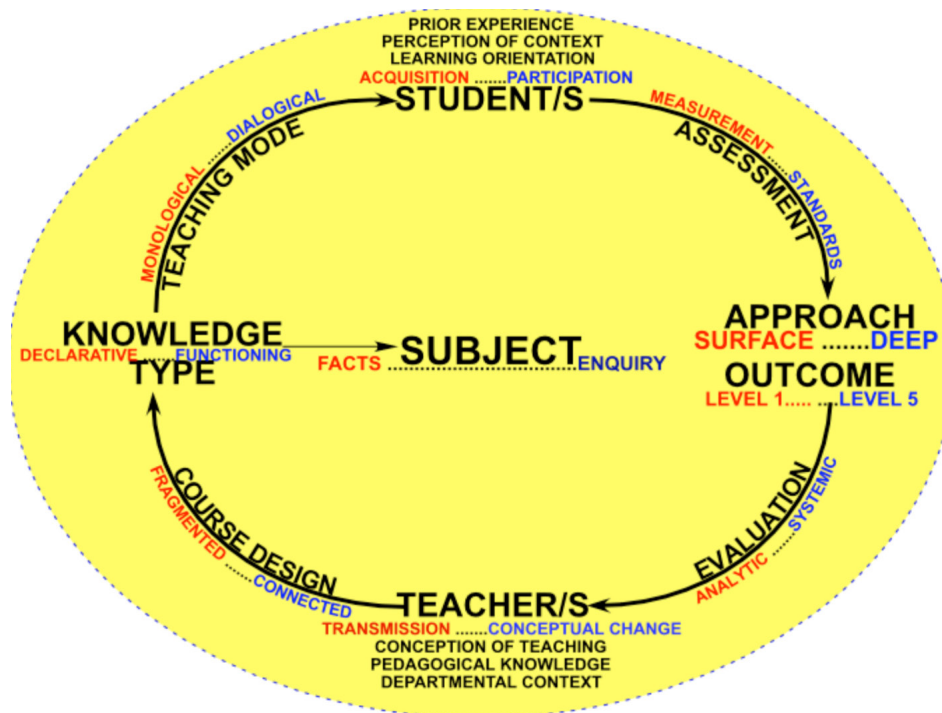 PRIOR EXPERIENCE
PERCEPTION OF CONTEXT
LEARNING ORIENTATION
ACQUISITION .......PARTICIPATION
STUDENT/S
MONOLOGICAL ......DIALOGICAL
TEACHING MODE
MEASUREMENT ......STANDARDS
ASSESSMENT
KNOWLEDGE
DECLARATIVE ......FUNCTIONING
TYPE
SUBJECT
FACTS ..............................ENQUIRY
APPROACH
SURFACE .......DEEP
OUTCOME
LEVEL 1..... ....LEVEL 5
COURSE DESIGN
FRAGMENTED ......CONNECTED
EVALUATION
ANALYTIC ......SYSTEMIC
TEACHER/S
TRANSMISSION .......CONCEPTUAL CHANGE
CONCEPTION OF TEACHING
PEDAGOGICAL KNOWLEDGE
DEPARTMENTAL CONTEXT